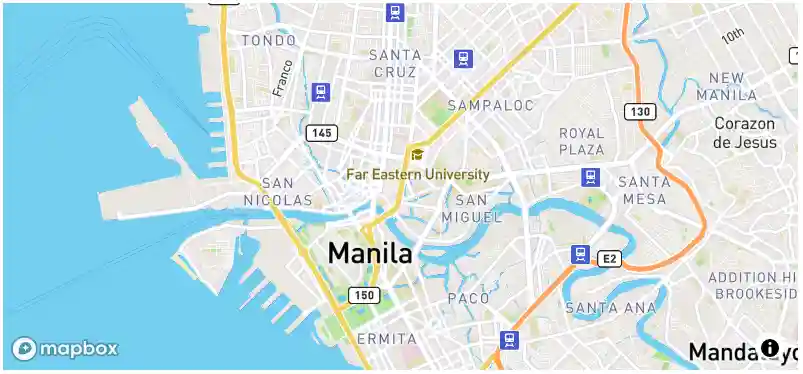 TONDO
10th
SANTA
CRUZ
Franco
NEW
MANILA
SAMPALOC
130
Corazon
de Jesus
145
ROYAL
PLAZA
Far Eastern University
SAN
NICOLAS
SANTA
MESA
SAN
MIGUEL
Manila
E2
ADDITION HI
BROOKESID
150
PACO
SANTA ANA
ERMITA
mapbox